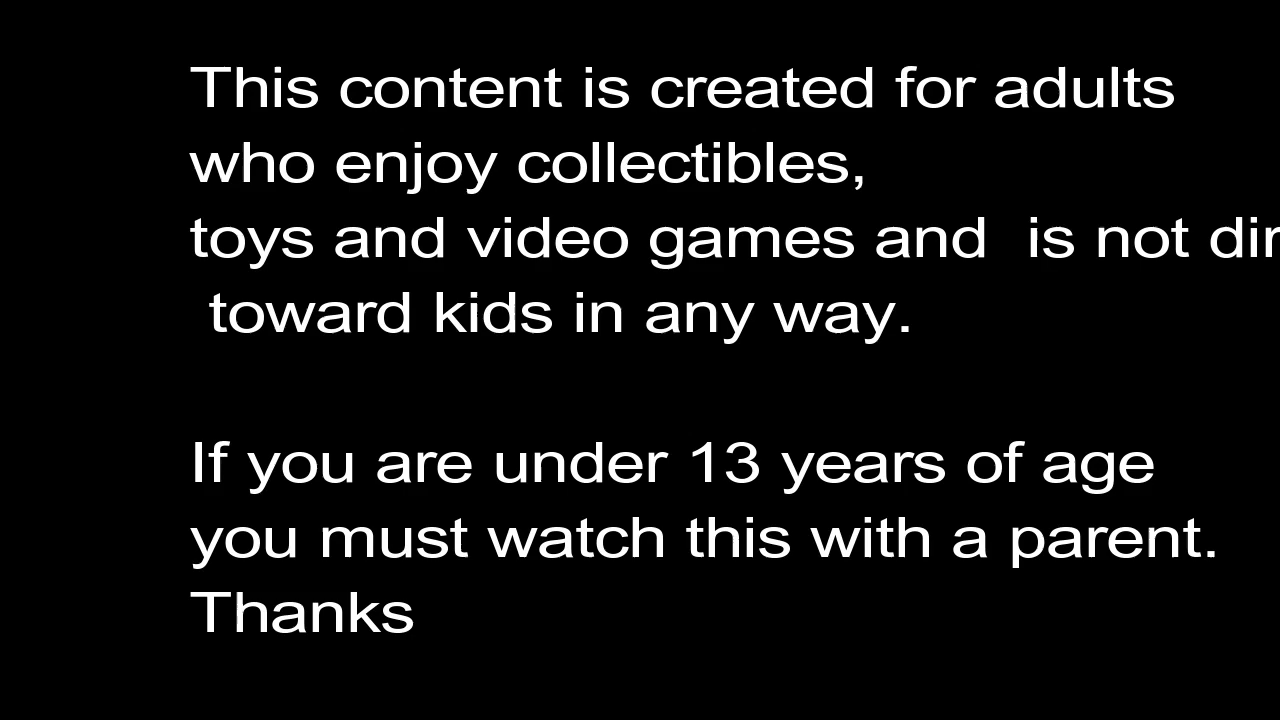 This content is created for adults
who enjoy collectibles,
toys and video games and  is not dir
toward kids in any way.
If you are under 13 years of age
you must watch this with a parent.
Thanks